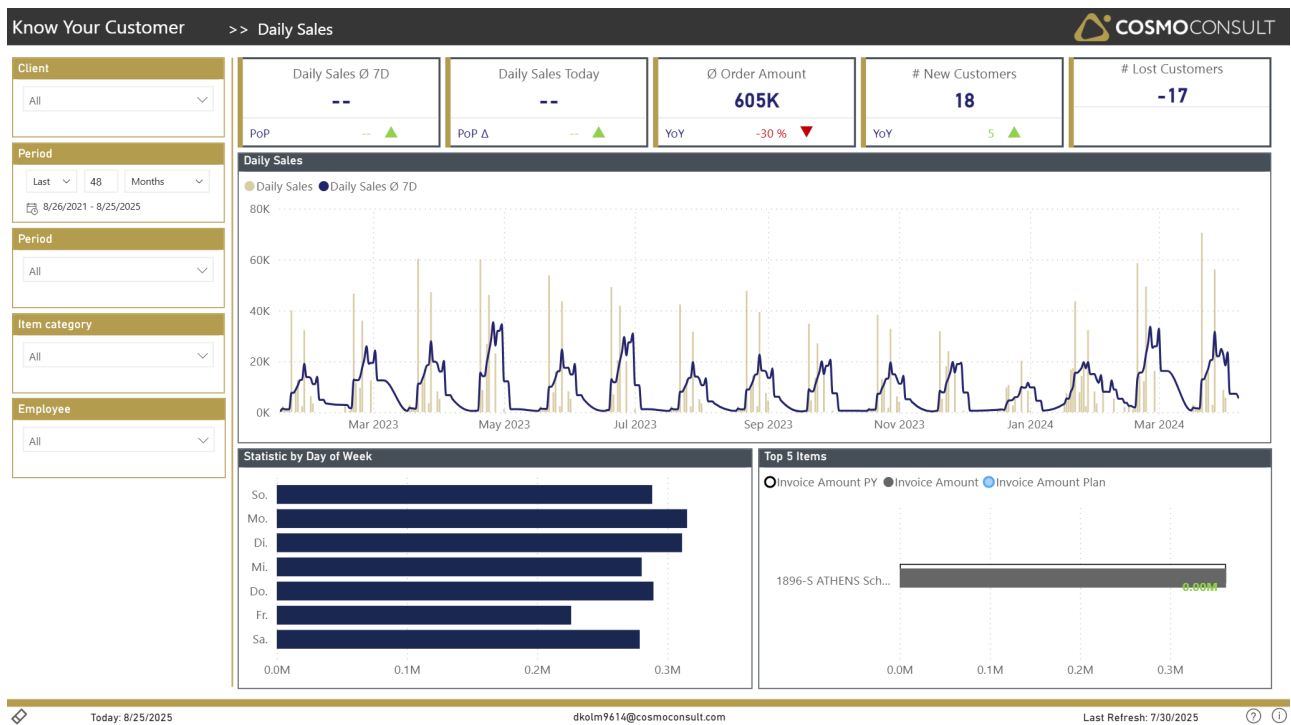 Know Your Customer >> Daily Sales COSMOCONSULT
Client
All
Period
Last 48 Months
8/26/2021 - 8/25/2025
Period
All
Item category
All
Employee
All
Daily Sales Ø 7D
--
PoP -- ▲
Daily Sales Today
--
PoP Δ -- ▲
Ø Order Amount
605K
YoY -30 % ▼
# New Customers
18
YoY 5 ▲
# Lost Customers
-17
Daily Sales
Daily Sales Daily Sales Ø 7D
80K
60K
40K
20K
0K
Mar 2023 May 2023 Jul 2023 Sep 2023 Nov 2023 Jan 2024 Mar 2024
Statistic by Day of Week
So.
Mo.
Di.
Mi.
Do.
Fr.
Sa.
0.0M 0.1M 0.2M 0.3M
Top 5 Items
Invoice Amount PY Invoice Amount Invoice Amount Plan
1896-S ATHENS Sch...
0.00M
0.0M 0.1M 0.2M 0.3M
Today: 8/25/2025 dkolm9614@cosmoconsult.com Last Refresh: 7/30/2025